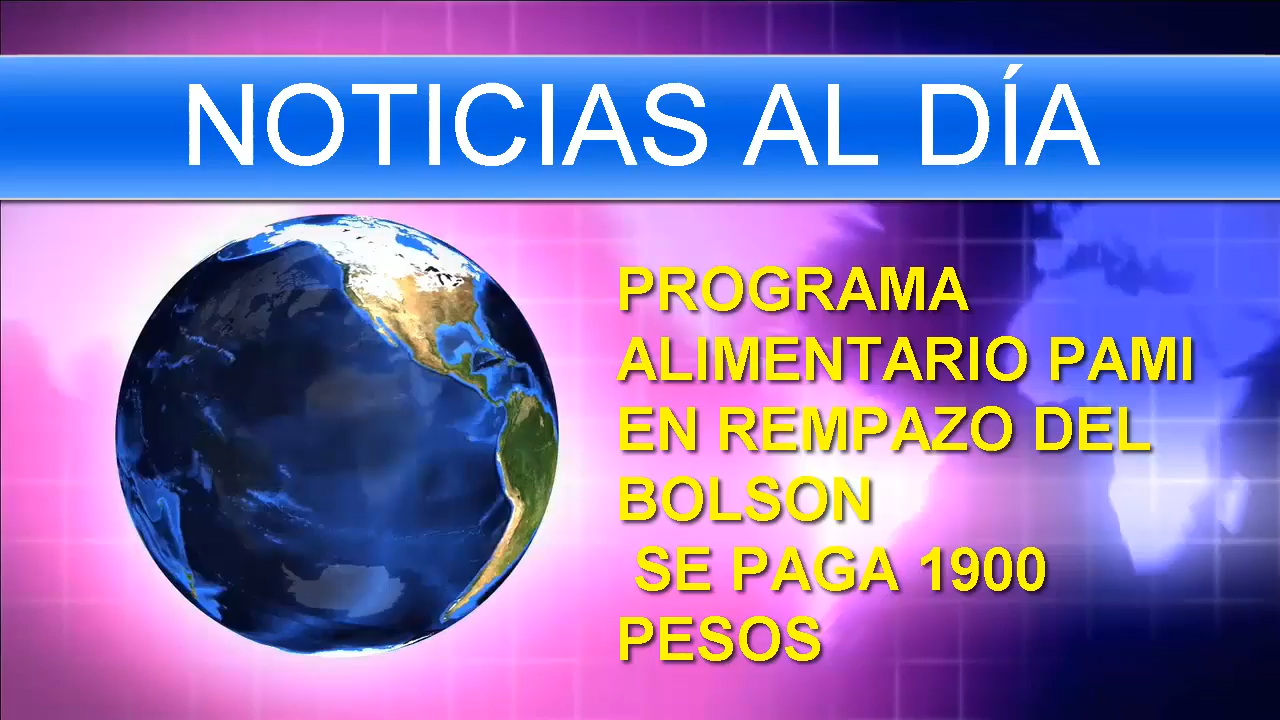 NOTICIAS AL DÍA
PROGRAMA
ALIMENTARIO PAMI
EN REMPAZO DEL
BOLSON
SE PAGA 1900
PESOS